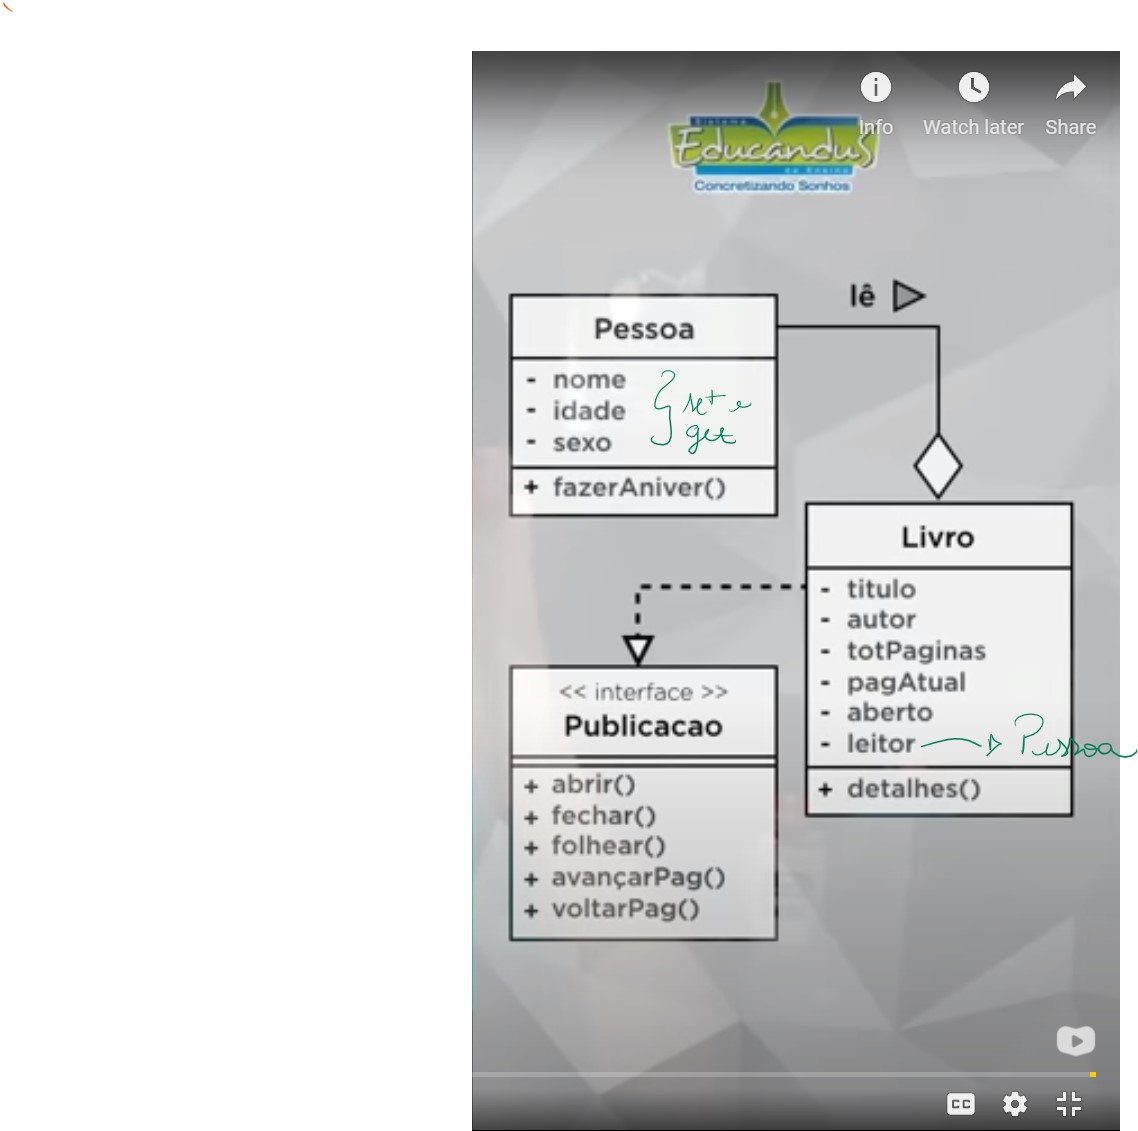 Sistema
Educandus
de Ensino
Concretizando Sonhos
Info
Watch later
Share
lê
Pessoa
- nome
- idade
- sexo
set e
get
+ fazerAniver()
Livro
- titulo
- autor
- totPaginas
- pagAtual
- aberto
- leitor
Pessoa
+ detalhes()
<< interface >>
Publicacao
+ abrir()
+ fechar()
+ folhear()
+ avançarPag()
+ voltarPag()
CC